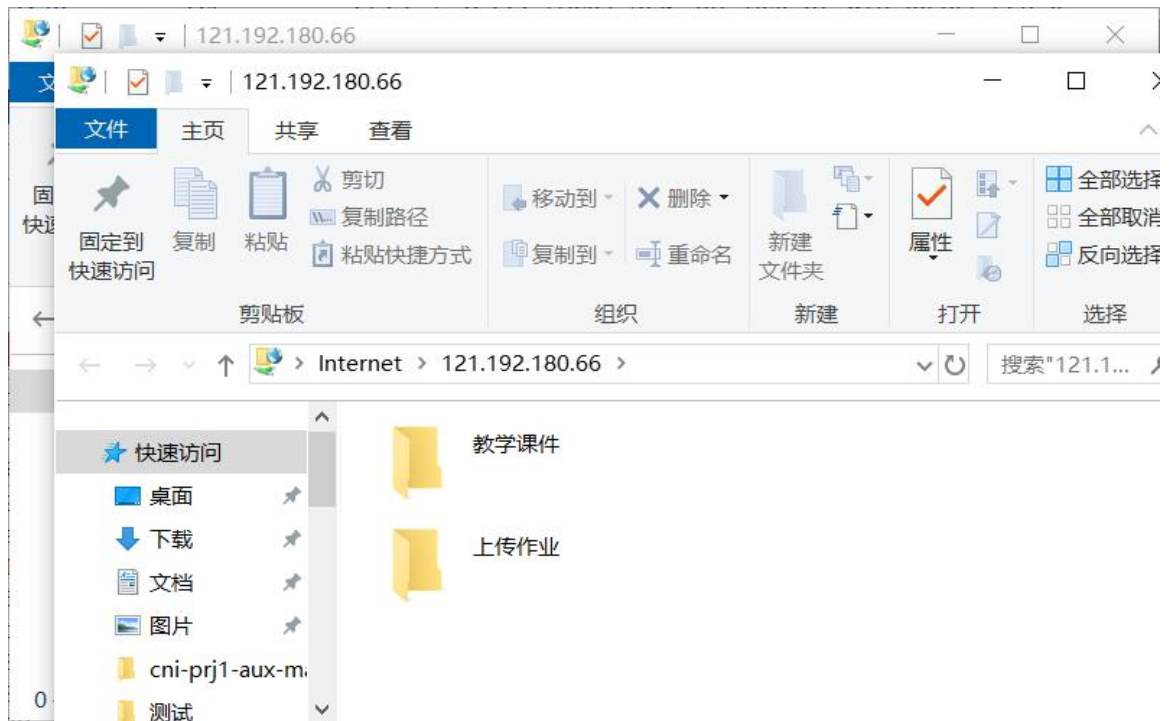 121.192.180.66
文
121.192.180.66
文件 主页 共享 查看
固
快速
固定到
快速访问
复制
粘贴
剪切
复制路径
粘贴快捷方式
剪贴板
移动到
删除
复制到
重命名
组织
新建
文件夹
新建
属性
打开
全部选择
全部取消
反向选择
选择
Internet > 121.192.180.66 >
搜索"121.1...
快速访问
桌面
下载
文档
图片
cni-prj1-aux-ma
测试
教学课件
上传作业
0